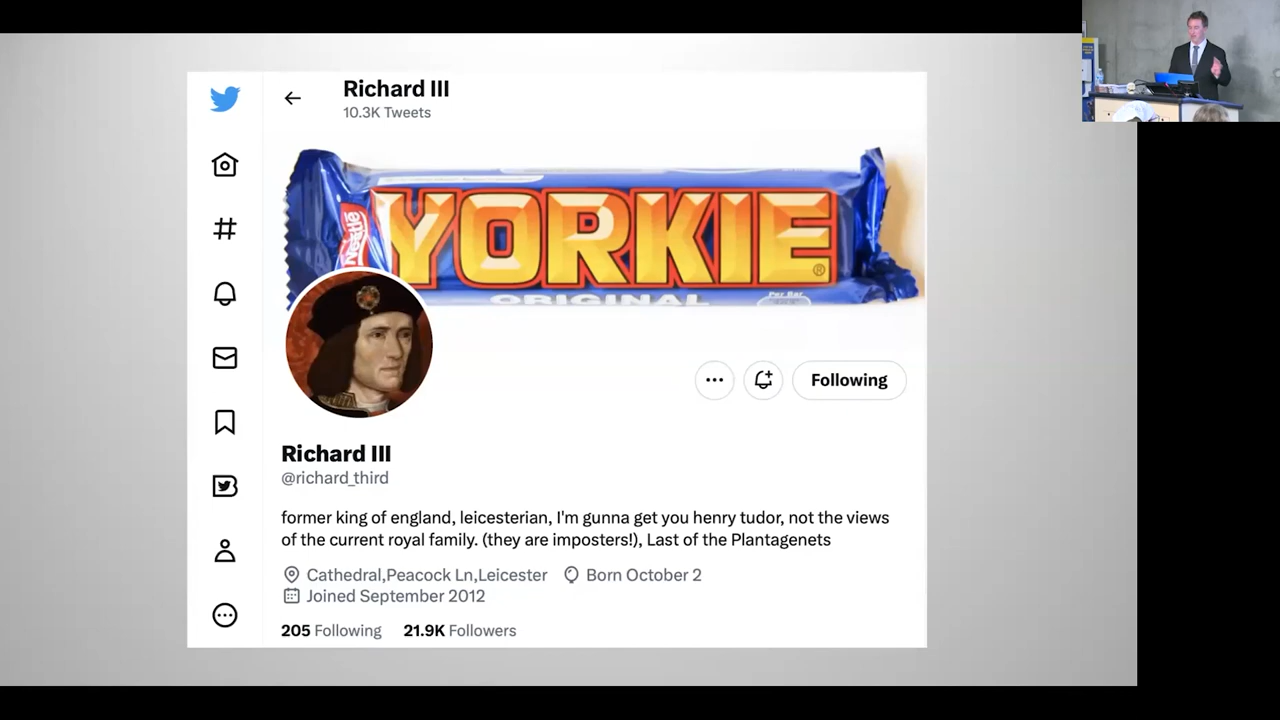 Richard III
10.3K Tweets
Nestlé
YORKIE
®
ORIGINAL
Per Bar
Following
Richard III
@richard_third
former king of england, leicesterian, I'm gunna get you henry tudor, not the views
of the current royal family. (they are imposters!), Last of the Plantagenets
Cathedral,Peacock Ln,Leicester Born October 2
Joined September 2012
205 Following 21.9K Followers